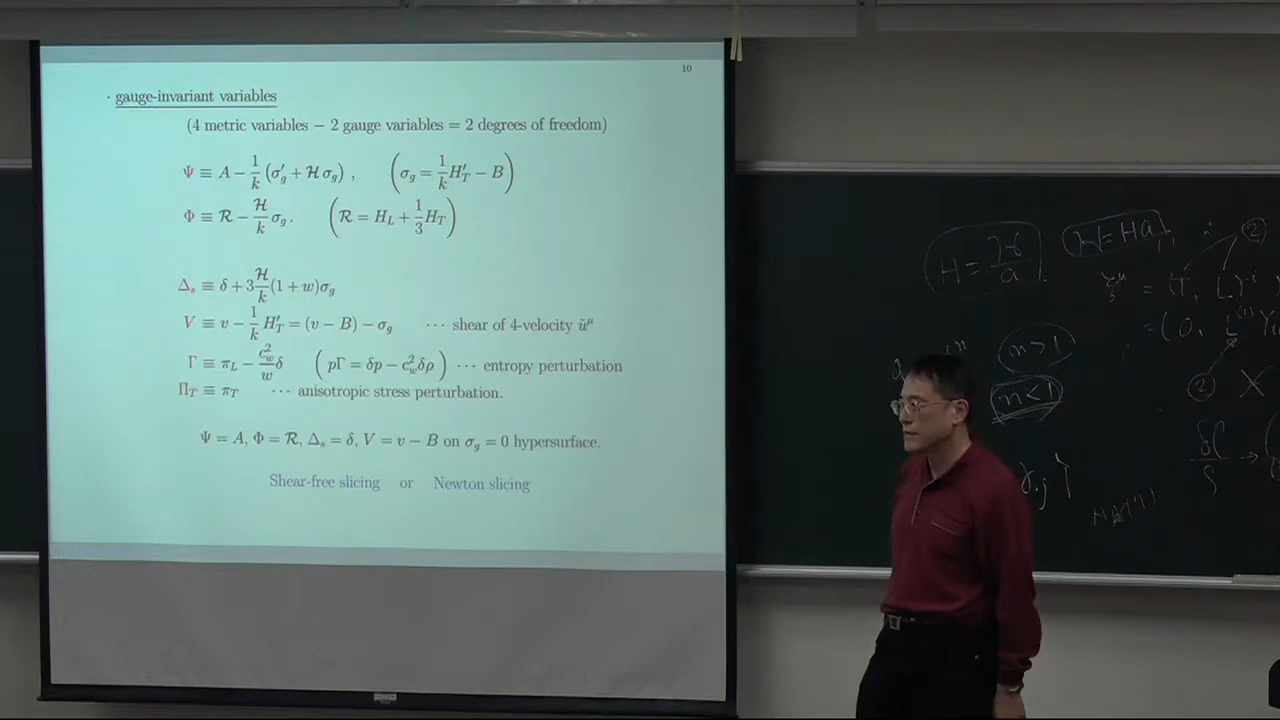 10
· gauge-invariant variables
(4 metric variables − 2 gauge variables = 2 degrees of freedom)
Ψ ≡ A − 1/k (σ′_g + ℋσ_g) , (σ_g = 1/k H′_T − B)
Φ ≡ ℛ − ℋ/k σ_g . (ℛ = H_L + 1/3 H_T)
Δ_s ≡ δ + 3 ℋ/k (1 + w)σ_g
V ≡ v − 1/k H′_T = (v − B) − σ_g ··· shear of 4-velocity ũ^μ
Γ ≡ π_L − c²_w/w δ (pΓ = δp − c²_w δρ) ··· entropy perturbation
Π_T ≡ π_T ··· anisotropic stress perturbation.
Ψ = A, Φ = ℛ, Δ_s = δ, V = v − B on σ_g = 0 hypersurface.
Shear-free slicing or Newton slicing
ℋ = Ha
②
n > 1
n < 1
②